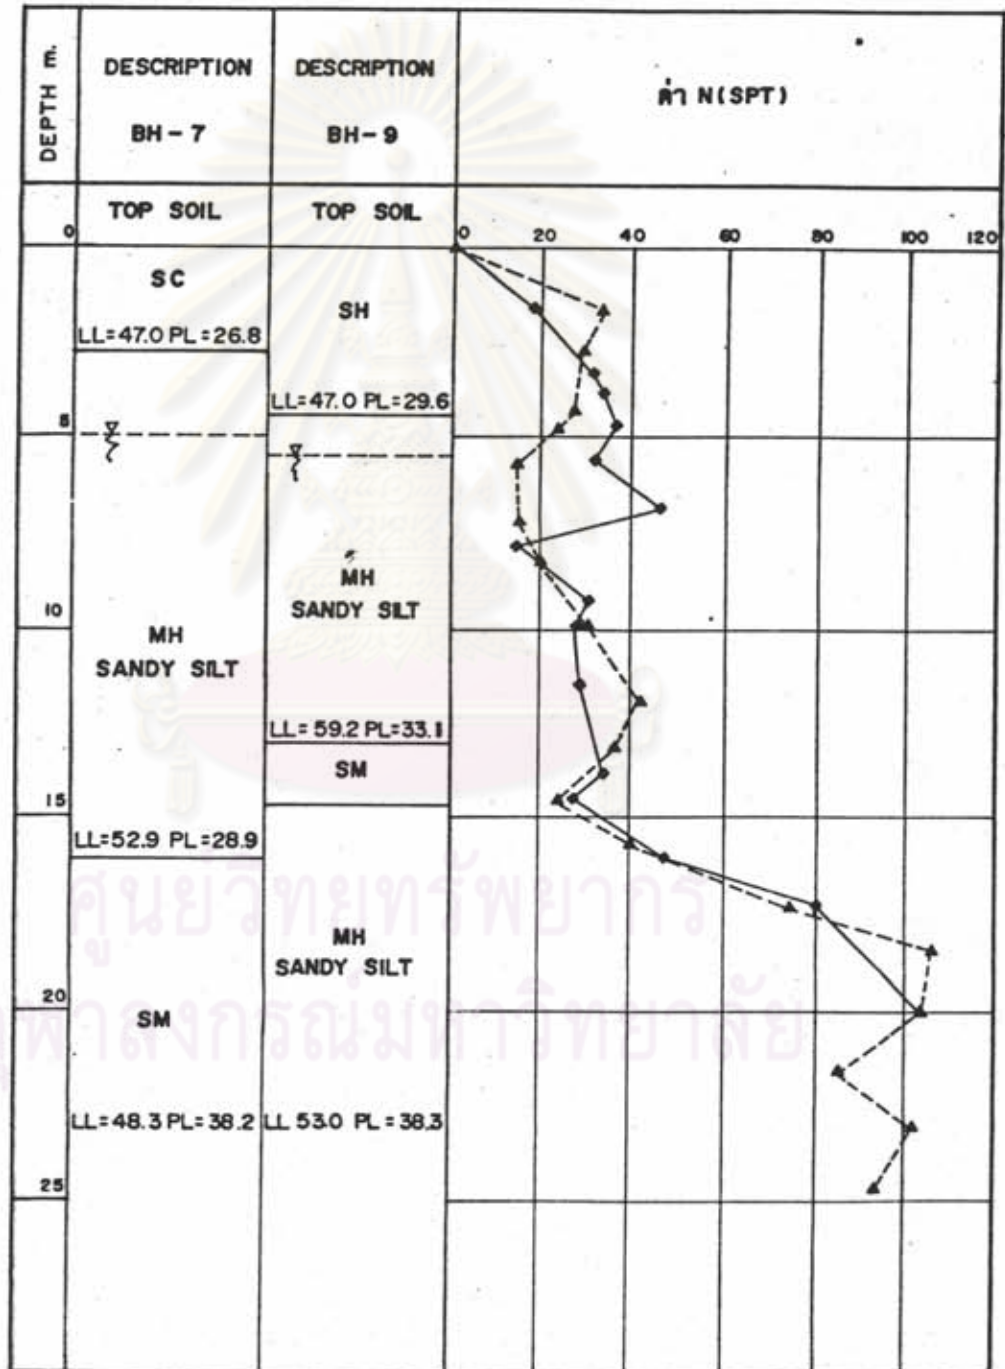 DEPTH m.
DESCRIPTION
BH-7
DESCRIPTION
BH-9
ค่า N(SPT)
TOP SOIL
TOP SOIL
0
0 20 40 60 80 100 120
SC
LL=47.0 PL=26.8
SH
LL=47.0 PL=29.6
5
MH
SANDY SILT
10
MH
SANDY SILT
LL=59.2 PL=33.1
SM
15
LL=52.9 PL=28.9
MH
SANDY SILT
20
SM
LL=48.3 PL=38.2
LL 53.0 PL=38.3
25
ศูนย์วิทยทรัพยากร
จุฬาลงกรณ์มหาวิทยาลัย